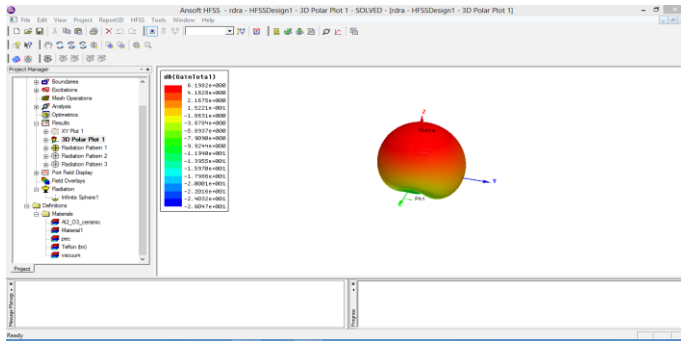 Ansoft HFSS - rdra - HFSSDesign1 - 3D Polar Plot 1 - SOLVED - [rdra - HFSSDesign1 - 3D Polar Plot 1]
File Edit View Project Report3D HFSS Tools Window Help
Project Manager
Boundaries
Excitations
Mesh Operations
Analysis
Optimetrics
Results
XY Plot 1
3D Polar Plot 1
Radiation Pattern 1
Radiation Pattern 2
Radiation Pattern 3
Port Field Display
Field Overlays
Radiation
Infinite Sphere1
Definitions
Materials
Al2_O3_ceramic
Material1
pec
Teflon (tm)
vacuum
Project
dB(GainTotal)
6.1982e+000
4.1828e+000
2.1675e+000
1.5221e-001
-1.8631e+000
-3.8784e+000
-5.8937e+000
-7.9090e+000
-9.9244e+000
-1.1940e+001
-1.3955e+001
-1.5970e+001
-1.7986e+001
-2.0001e+001
-2.2016e+001
-2.4032e+001
-2.6047e+001
Z
Theta
Y
Phi
Message Manager
Progress
Ready